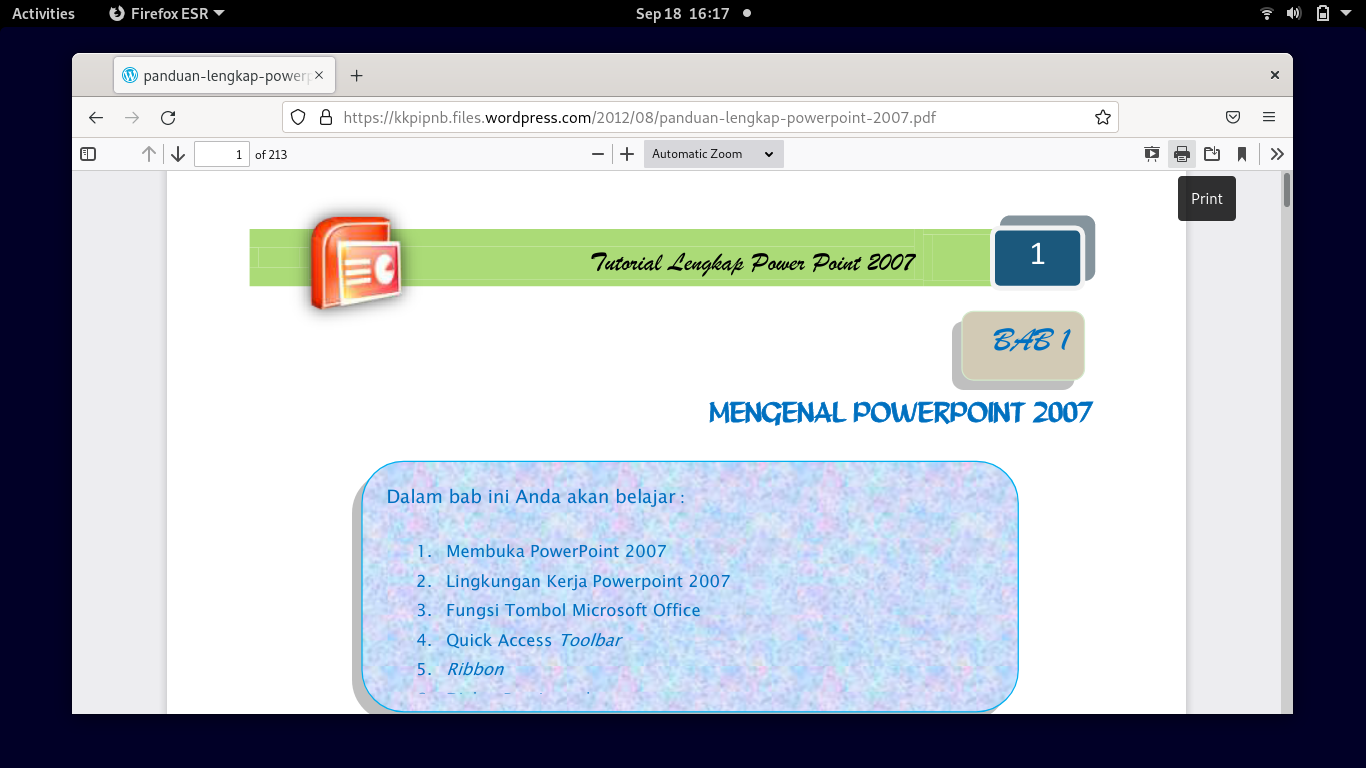 Activities
Firefox ESR
Sep 18 16:17
panduan-lengkap-powerp
https://kkpipnb.files.wordpress.com/2012/08/panduan-lengkap-powerpoint-2007.pdf
1 of 213
Automatic Zoom
Print
Tutorial Lengkap Power Point 2007
1
BAB 1
MENGENAL POWERPOINT 2007
Dalam bab ini Anda akan belajar :
1. Membuka PowerPoint 2007
2. Lingkungan Kerja Powerpoint 2007
3. Fungsi Tombol Microsoft Office
4. Quick Access Toolbar
5. Ribbon